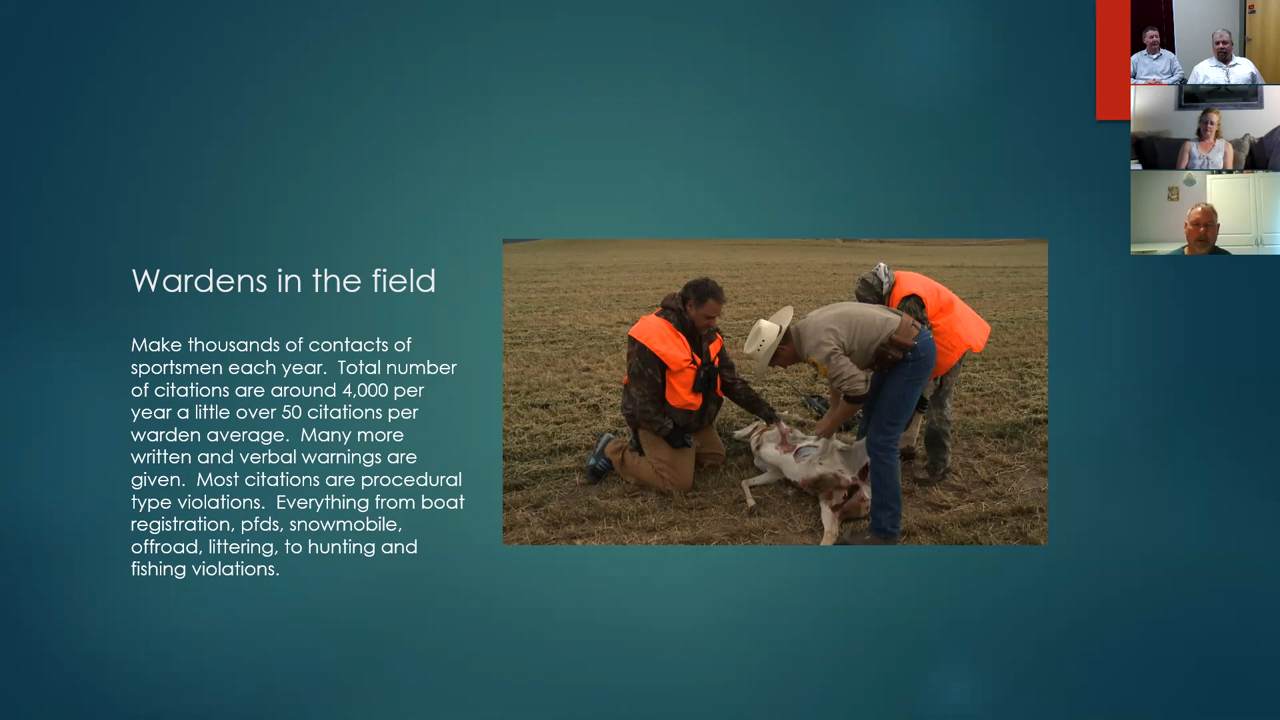 Wardens in the field
Make thousands of contacts of
sportsmen each year.  Total number
of citations are around 4,000 per
year a little over 50 citations per
warden average.  Many more
written and verbal warnings are
given.  Most citations are procedural
type violations.  Everything from boat
registration, pfds, snowmobile,
offroad, littering, to hunting and
fishing violations.